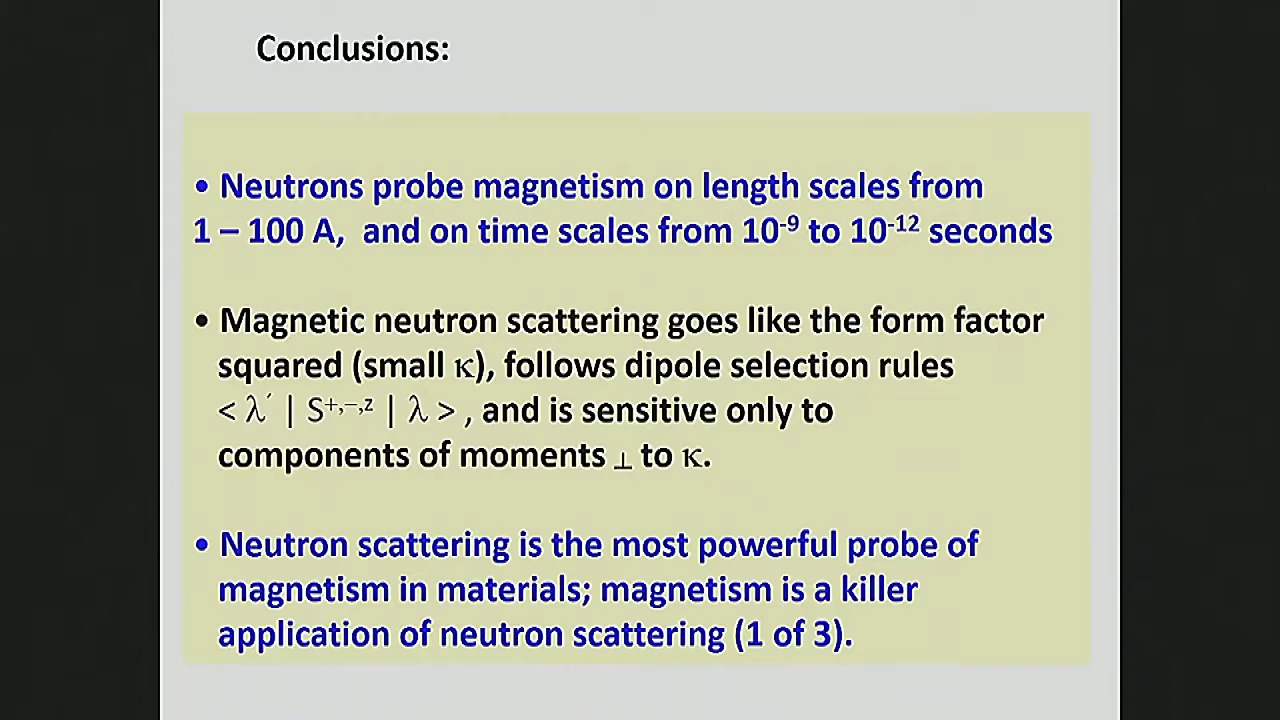 Conclusions:
• Neutrons probe magnetism on length scales from
1 – 100 A, and on time scales from 10⁻⁹ to 10⁻¹² seconds
• Magnetic neutron scattering goes like the form factor
squared (small κ), follows dipole selection rules
< λ´ | S⁺,⁻,ᶻ | λ > , and is sensitive only to
components of moments ⊥ to κ.
• Neutron scattering is the most powerful probe of
magnetism in materials; magnetism is a killer
application of neutron scattering (1 of 3).